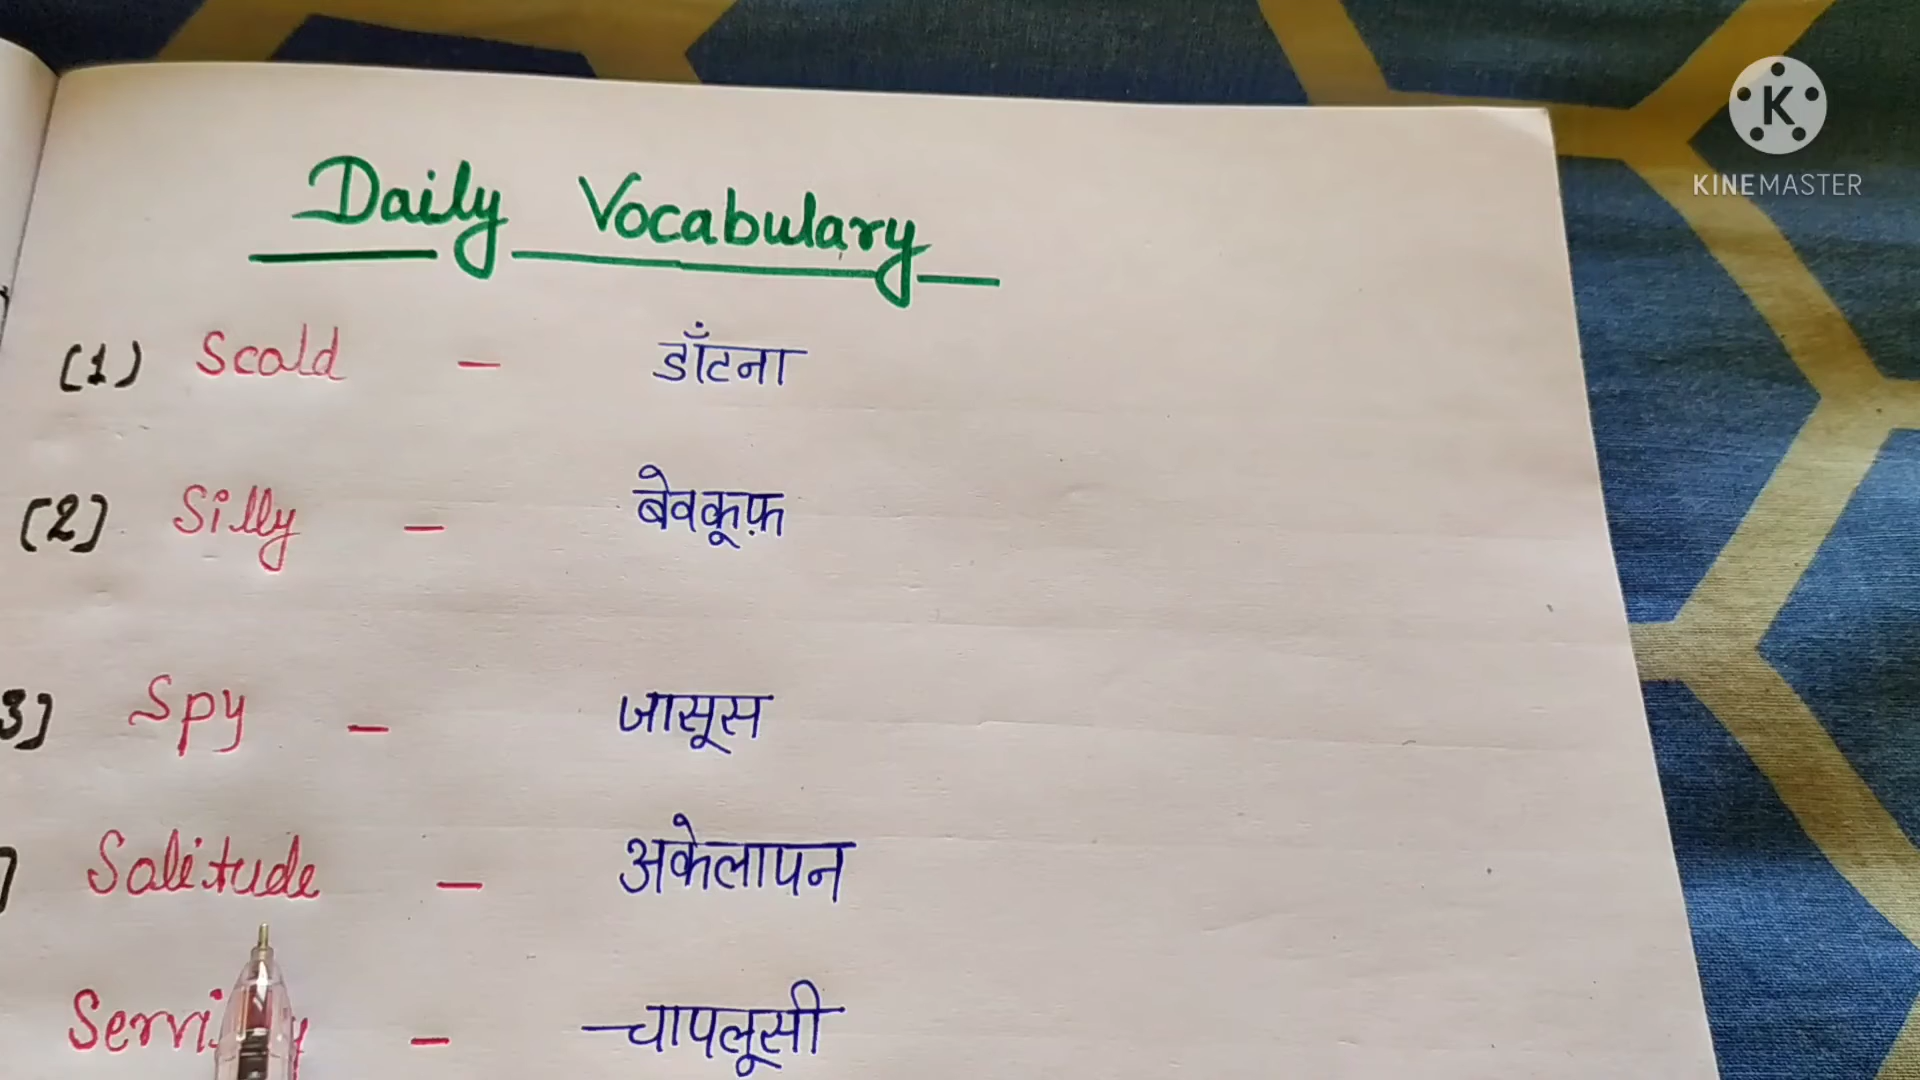 Daily Vocabulary
(1) Scold - डाँटना
(2) Silly - बेवकूफ़
3) Spy - जासूस
) Solitude - अकेलापन
- चापलूसी
K
KINEMASTER